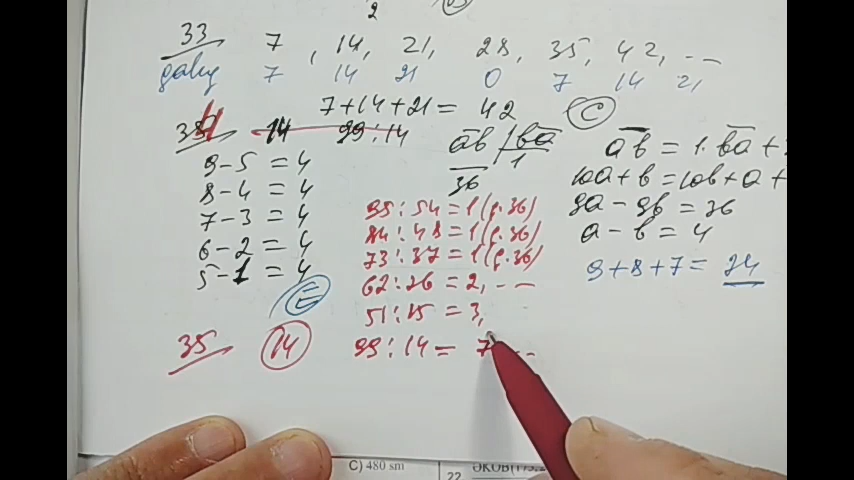 2
33 7 , 14, 21, 28, 35, 42, --
galyn 7 14 21 0 7 14 21
7+14+21 = 42 C
34 14 99:14
ab | ba
1
36
9-5 = 4
8-4 = 4
7-3 = 4
6-2 = 4
5-1 = 4
E
95:54 = 1(g.36)
84:48 = 1(g.36)
73:37 = 1(g.36)
62:26 = 2, --
51:15 = 3,
ab = 1·ba +
10a+b = 10b+a+
9a-9b = 36
a-b = 4
9+8+7 = 24
35 14 99:14 = 7
C) 480 sm
22
ƏKOB(